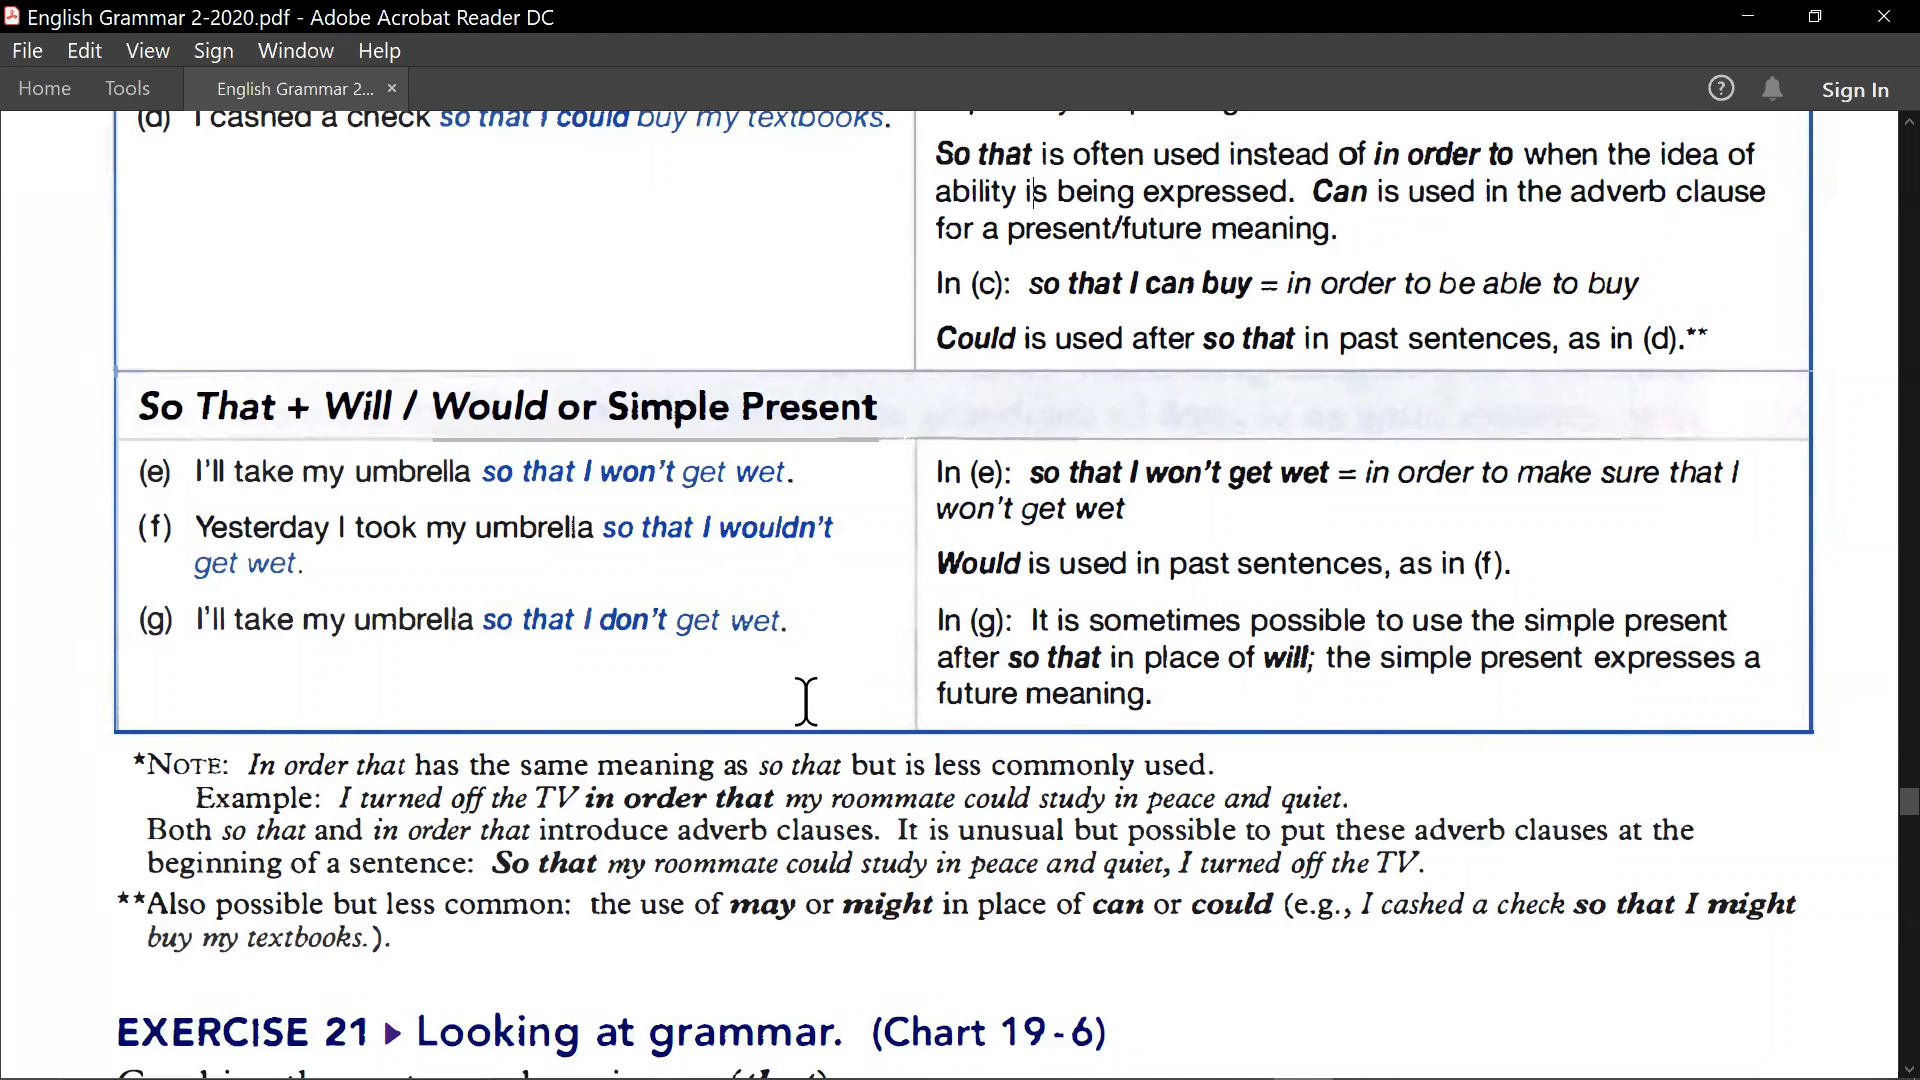 English Grammar 2-2020.pdf - Adobe Acrobat Reader DC
File Edit View Sign Window Help
Home Tools English Grammar 2... × Sign In
(d) I cashed a check so that I could buy my textbooks.
So that is often used instead of in order to when the idea of
ability is being expressed. Can is used in the adverb clause
for a present/future meaning.
In (c): so that I can buy = in order to be able to buy
Could is used after so that in past sentences, as in (d).**
So That + Will / Would or Simple Present
(e) I'll take my umbrella so that I won't get wet.
(f) Yesterday I took my umbrella so that I wouldn't
get wet.
(g) I'll take my umbrella so that I don't get wet.
In (e): so that I won't get wet = in order to make sure that I
won't get wet
Would is used in past sentences, as in (f).
In (g): It is sometimes possible to use the simple present
after so that in place of will; the simple present expresses a
future meaning.
*NOTE: In order that has the same meaning as so that but is less commonly used.
Example: I turned off the TV in order that my roommate could study in peace and quiet.
Both so that and in order that introduce adverb clauses. It is unusual but possible to put these adverb clauses at the
beginning of a sentence: So that my roommate could study in peace and quiet, I turned off the TV.
**Also possible but less common: the use of may or might in place of can or could (e.g., I cashed a check so that I might
buy my textbooks.).
EXERCISE 21 ▸ Looking at grammar. (Chart 19-6)